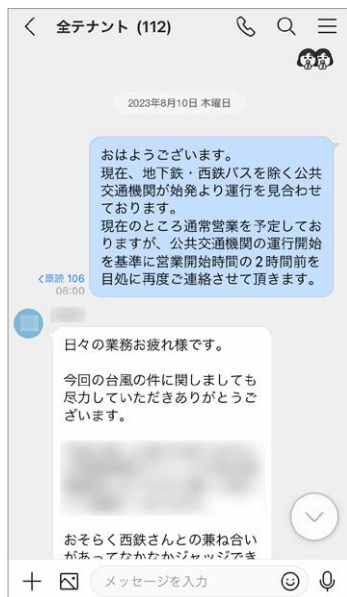 全テナント (112)
2023年8月10日 木曜日
おはようございます。
現在、地下鉄・西鉄バスを除く公共
交通機関が始発より運行を見合わせ
ております。
現在のところ通常営業を予定してお
りますが、公共交通機関の運行開始
を基準に営業開始時間の2時間前を
目処に再度ご連絡させて頂きます。
既読 106
06:00
日々の業務お疲れ様です。
今回の台風の件に関しましても
尽力していただきありがとうご
ざいます。
おそらく西鉄さんとの兼ね合い
があってなかなかジャッジでき
メッセージを入力